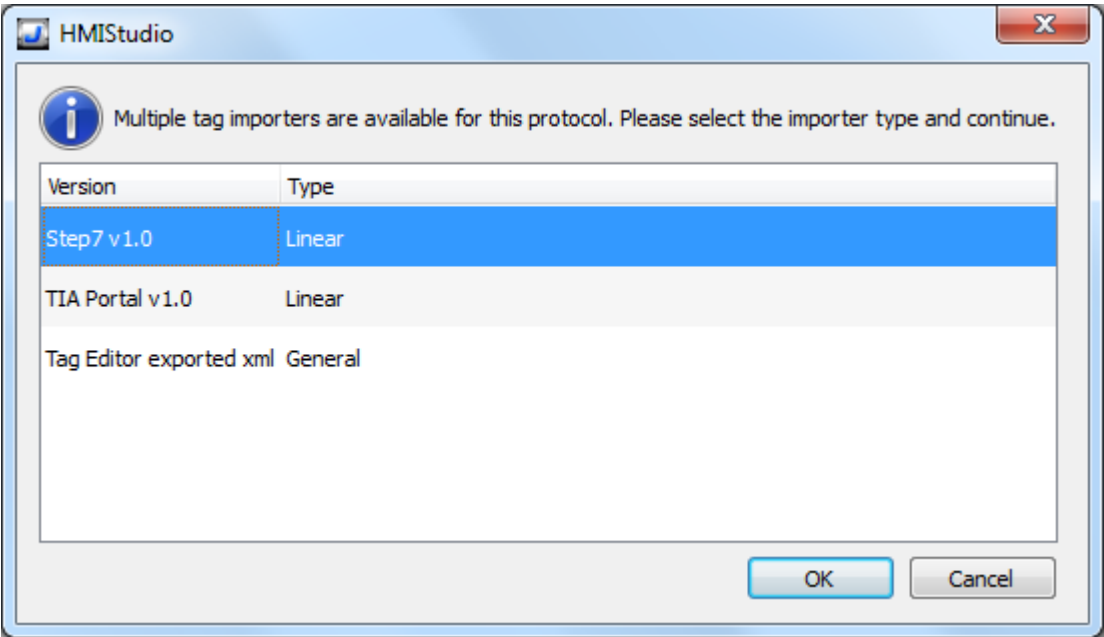 HMIStudio
Multiple tag importers are available for this protocol. Please select the importer type and continue.
Version Type
Step7 v1.0 Linear
TIA Portal v1.0 Linear
Tag Editor exported xml General
OK Cancel